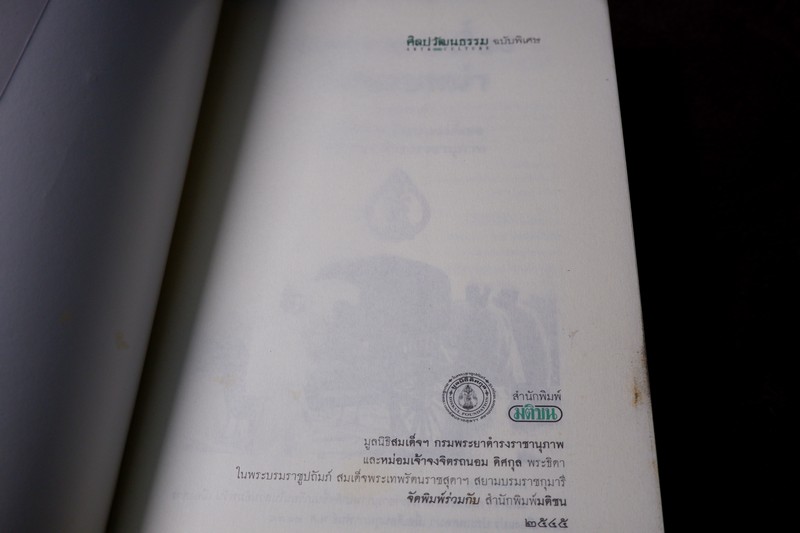 ศิลปวัฒนธรรม ฉบับพิเศษ
สำนักพิมพ์
มติชน
มูลนิธิสมเด็จฯ กรมพระยาดำรงราชานุภาพ
และหม่อมเจ้าจงจิตรถนอม ดิศกุล พระธิดา
ในพระบรมราชูปถัมภ์ สมเด็จพระเทพรัตนราชสุดาฯ สยามบรมราชกุมารี
จัดพิมพ์ร่วมกับ สำนักพิมพ์มติชน
๒๕๔๕